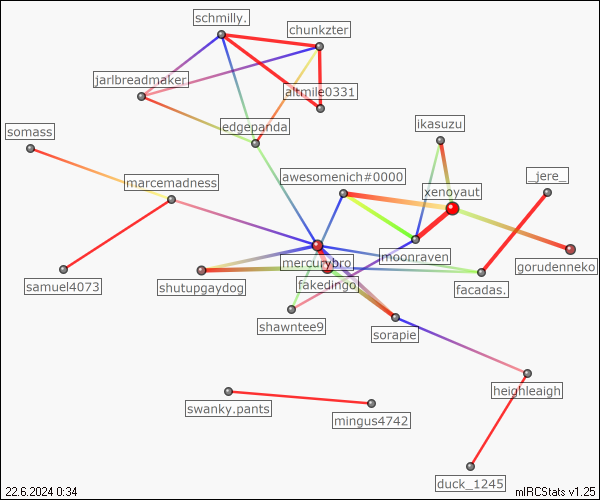 schmilly.
chunkzter
jarlbreadmaker
altmile0331
edgepanda
ikasuzu
somass
awesomenich#0000
_jere_
marcemadness
xenoyaut
moonraven
mercurybro
gorudenneko
samuel4073
shutupgaydog
fakedingo.
facadas.
shawntee9
sorapie
heighleaigh
swanky.pants
mingus4742
duck_1245
22.6.2024 0:34
mIRCStats v1.25